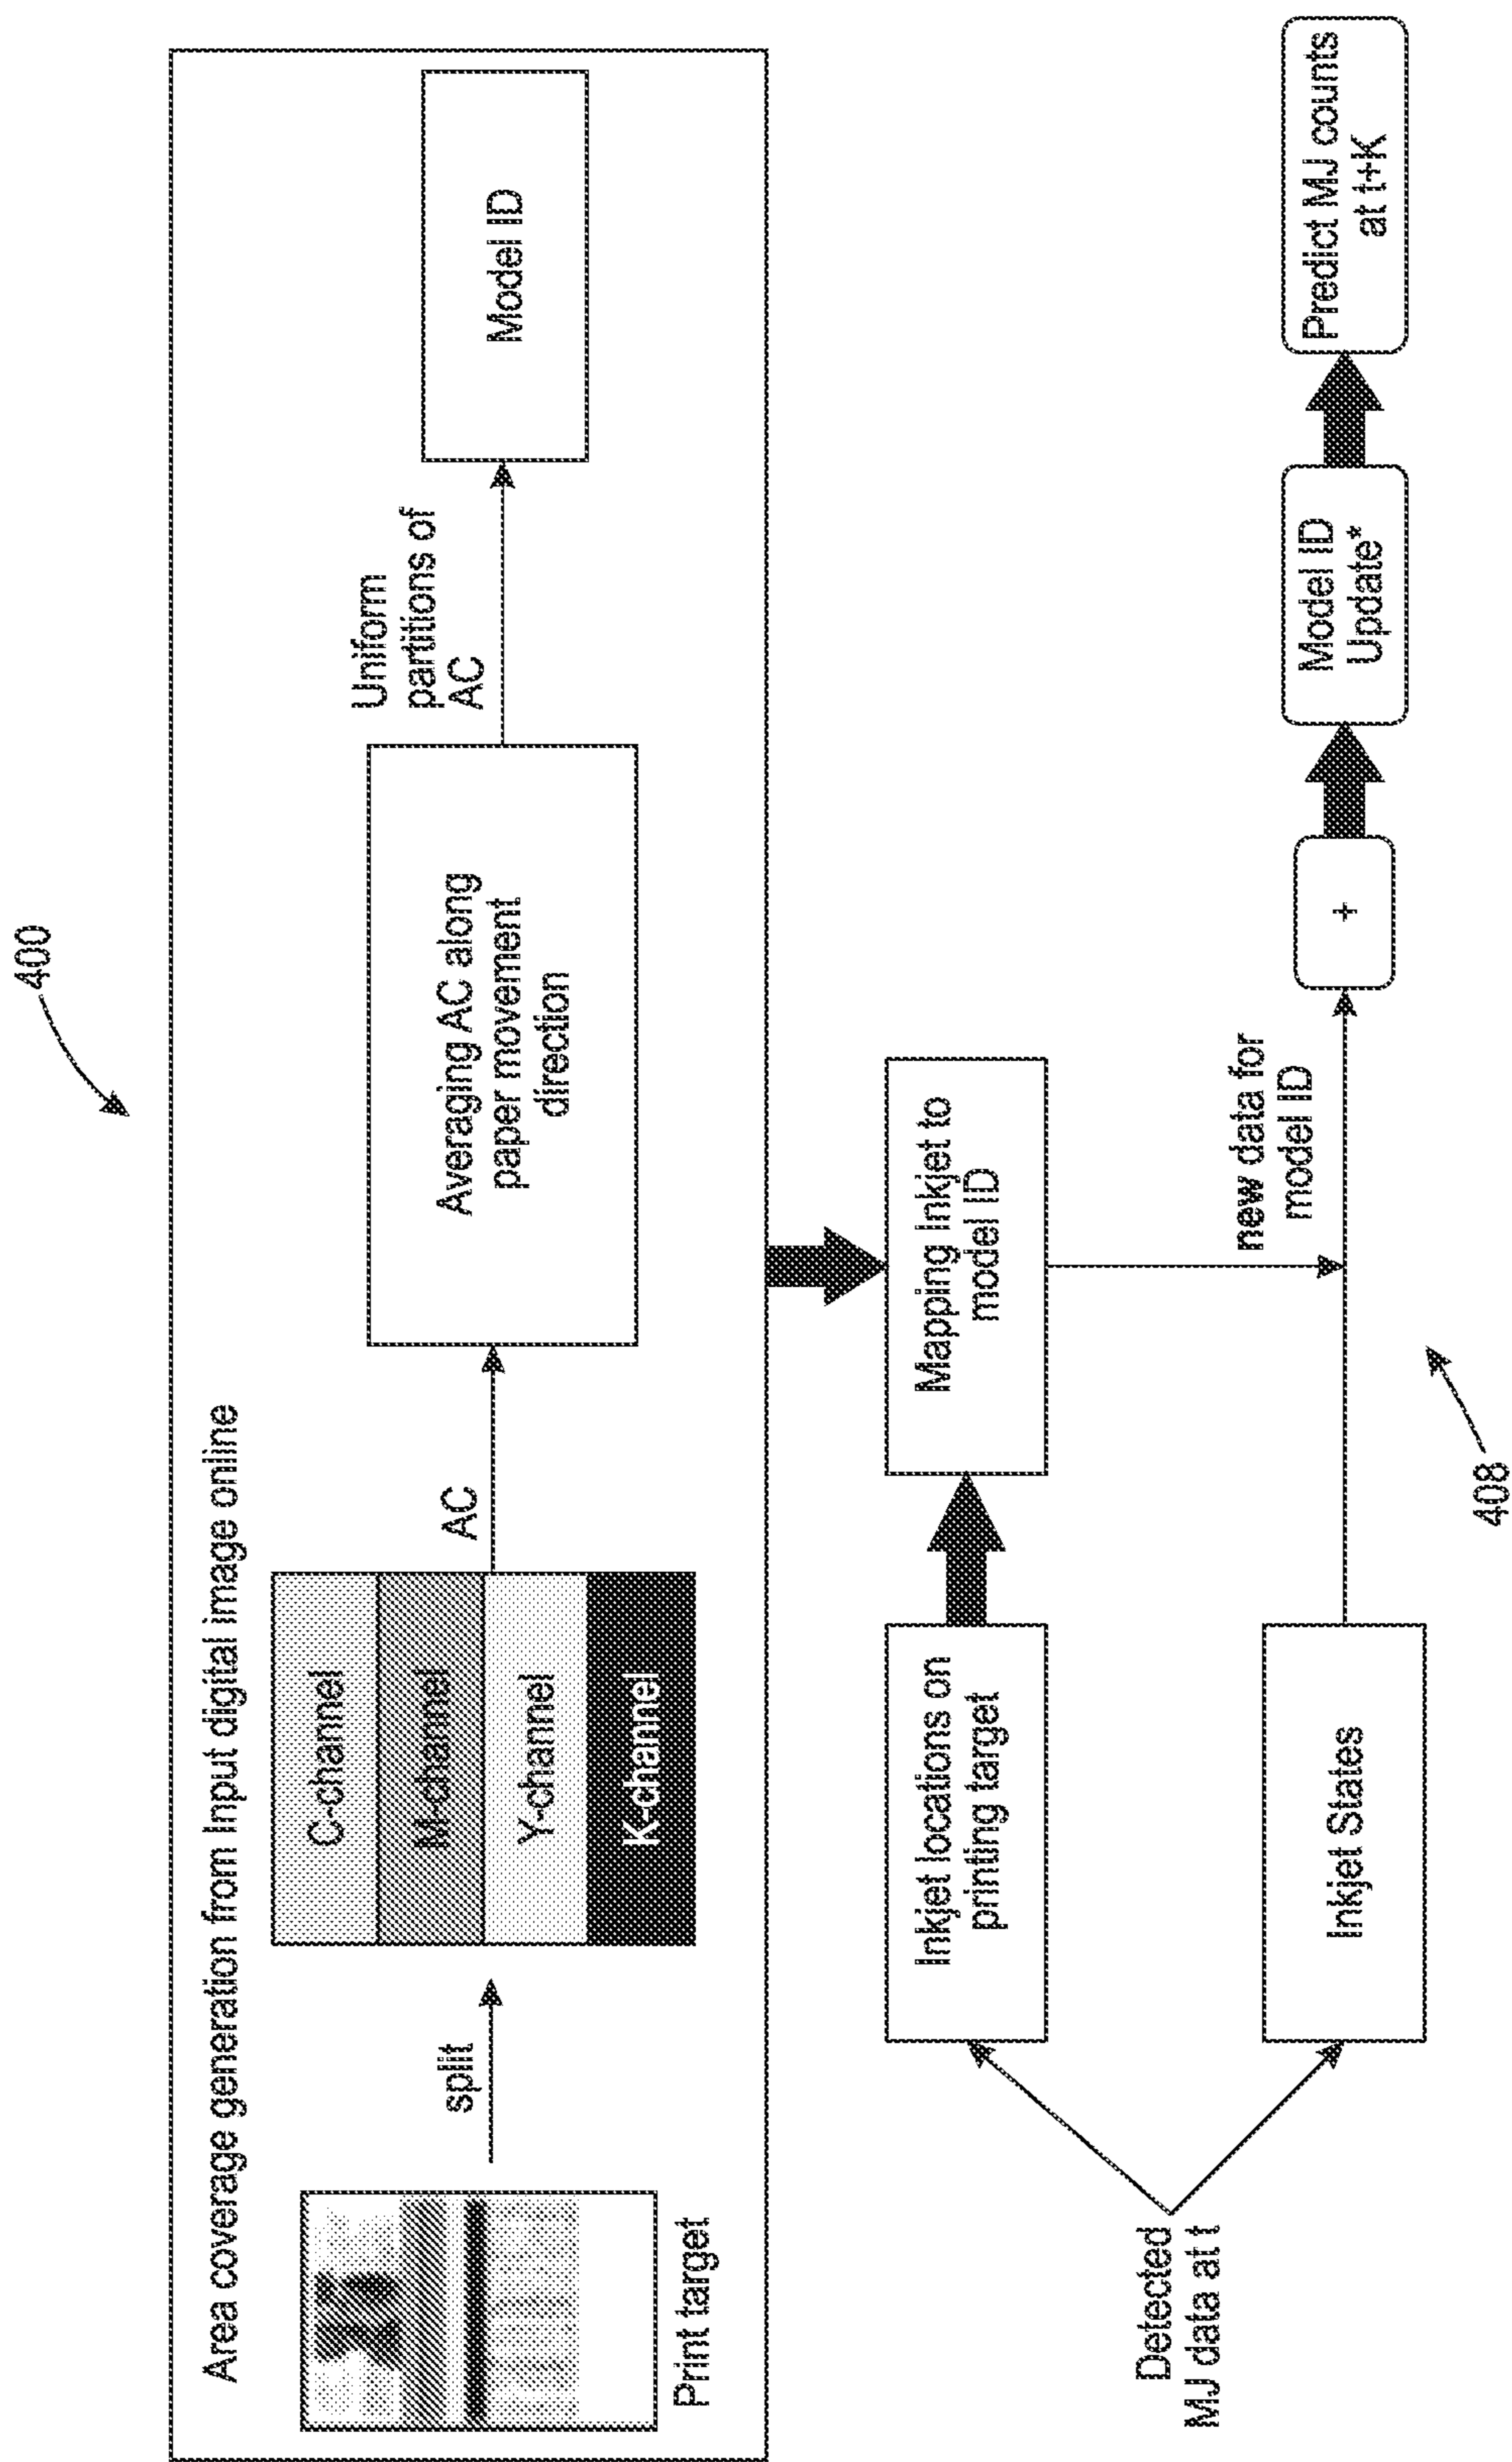 400
Area coverage generation from Input digital image online
Print target
split
C-channel
M-channel
Y-channel
K-channel
AC
Averaging AC along
paper movement
direction
Uniform
partitions of
AC
Model ID
Detected
MJ data at t
Inkjet locations on
printing target
Mapping Inkjet to
model ID
Inkjet States
new data for
model ID
+
Model ID
Update*
Predict MJ counts
at t+K
408